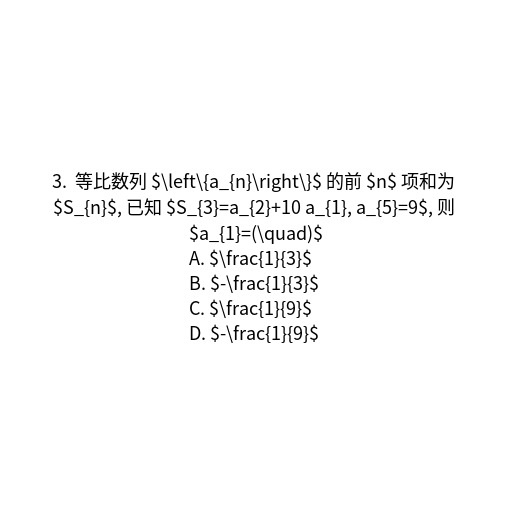 3. 等比数列 $\left\{a_{n}\right\}$ 的前 $n$ 项和为
$S_{n}$, 已知 $S_{3}=a_{2}+10 a_{1}, a_{5}=9$, 则
$a_{1}=(\quad)$
A. $\frac{1}{3}$
B. $-\frac{1}{3}$
C. $\frac{1}{9}$
D. $-\frac{1}{9}$